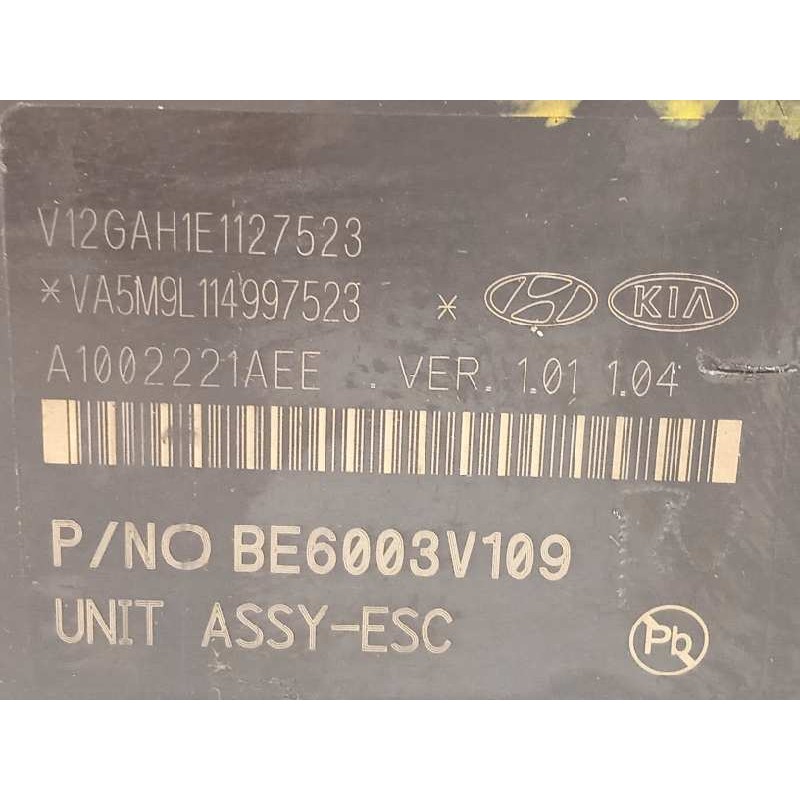 V12GAH1E1127523
*VA5M9L114997523 * KIA
A1002221AEE . VER. 1.01 1.04
P/NO BE6003V109
UNIT ASSY-ESC
Pb